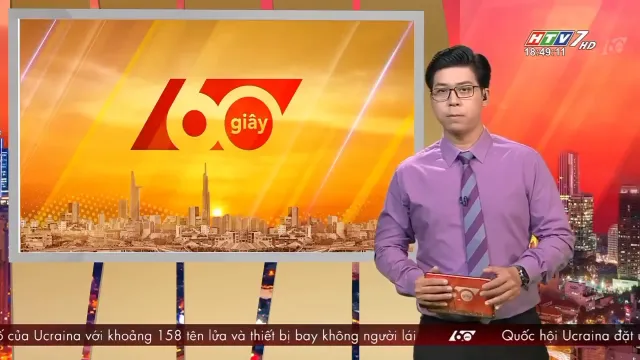 HTV7 HD
18:49:11
60
giây
ố của Ucraina với khoảng 158 tên lửa và thiết bị bay không người lái 60 Quốc hội Ucraina đặt